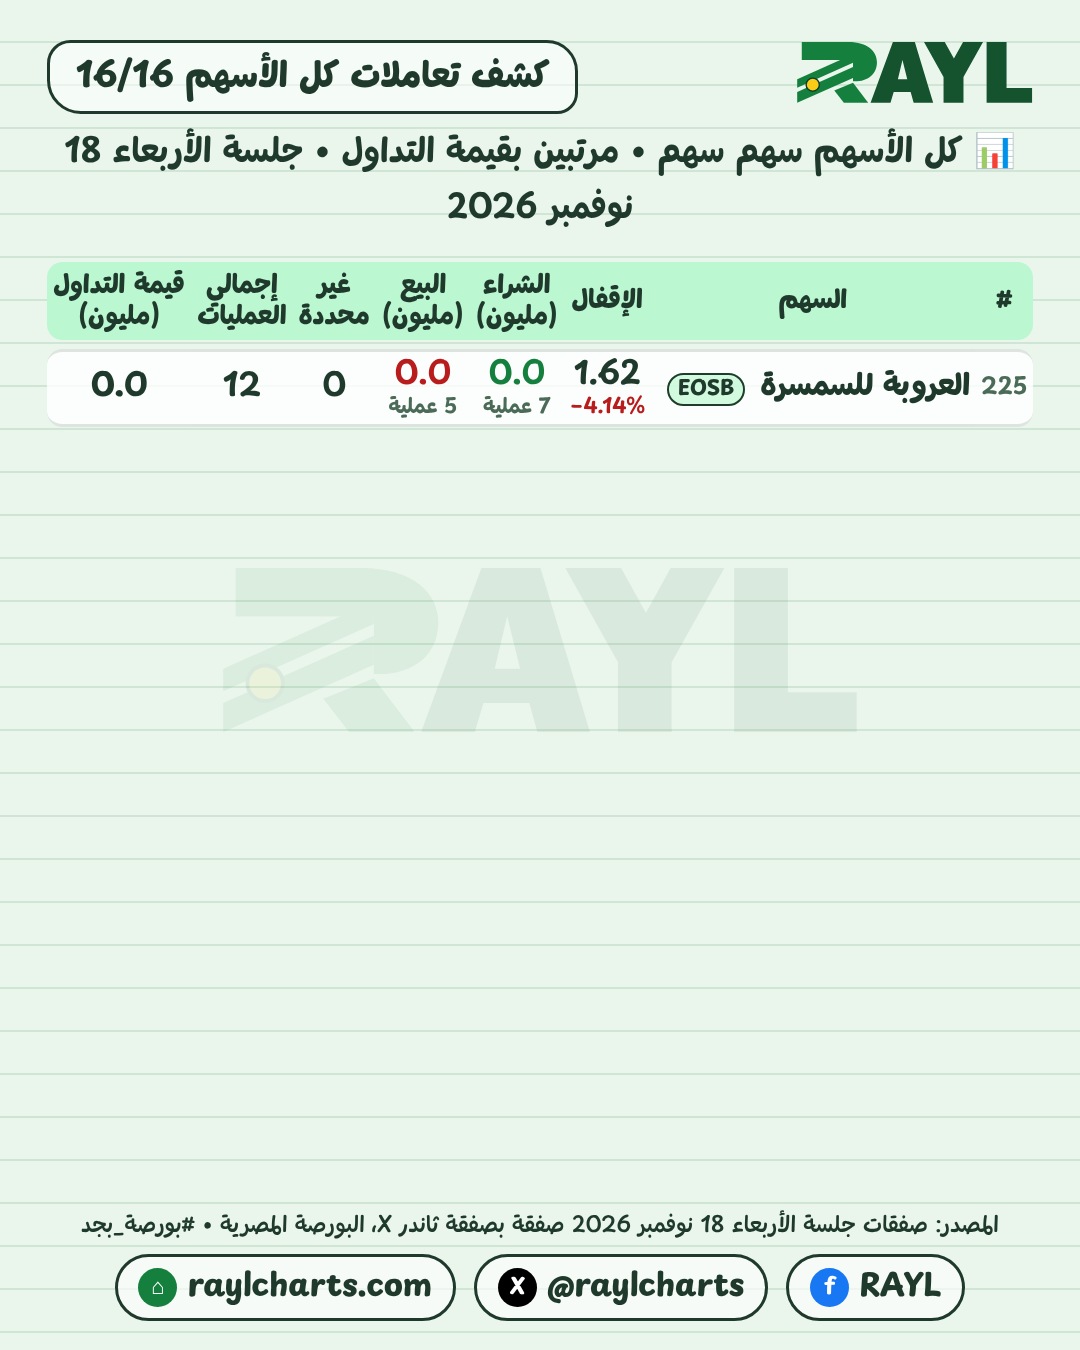 RAYL
كشف تعاملات كل الأسهم 16/16
📊 كل الأسهم سهم سهم • مرتبين بقيمة التداول • جلسة الأربعاء 18
نوفمبر 2026
# السهم الإقفال الشراء (مليون) البيع (مليون) غير محددة إجمالي العمليات قيمة التداول (مليون)
225 العروبة للسمسرة EOSB 1.62 0.0 0.0 0 12 0.0
-4.14% 7 عملية 5 عملية
RAYL
المصدر: صفقات جلسة الأربعاء 18 نوفمبر 2026 صفقة بصفقة ثاندر X، البورصة المصرية • #بورصة_بجد
raylcharts.com X @raylcharts f RAYL